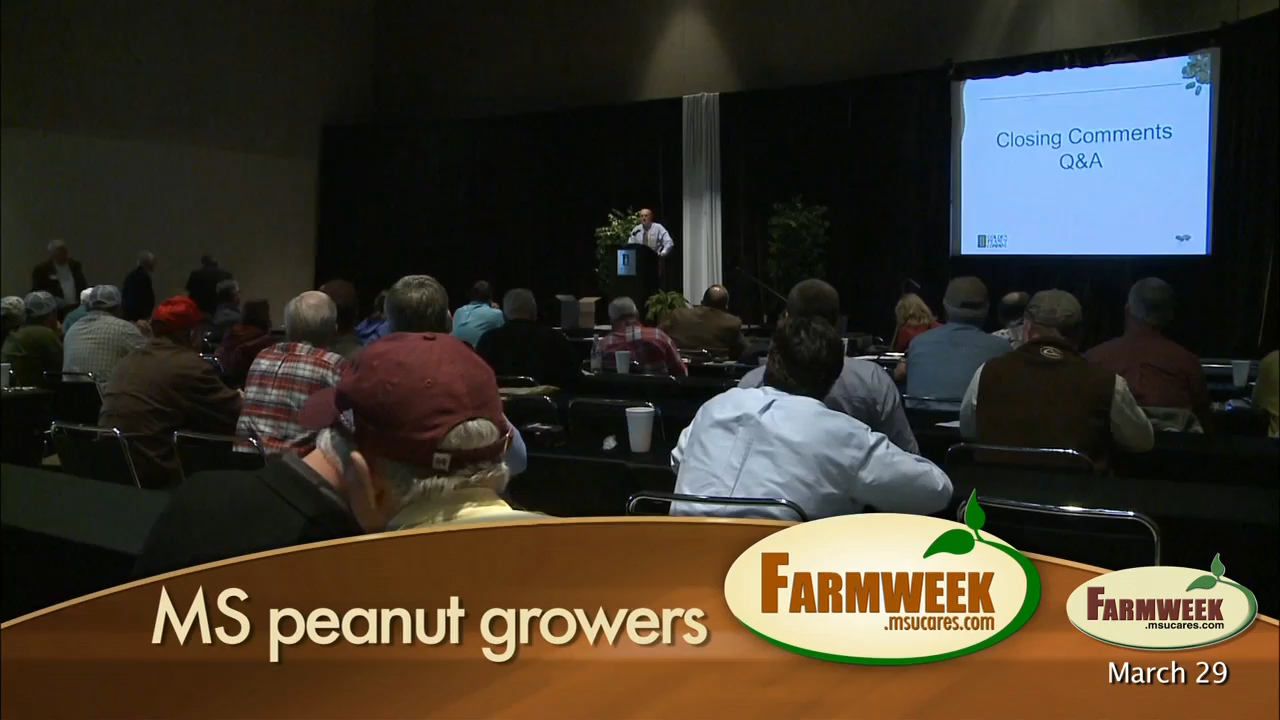 Closing Comments
Q&A
MS peanut growers
FARMWEEK
.msucares.com
FARMWEEK
.msucares.com
March 29